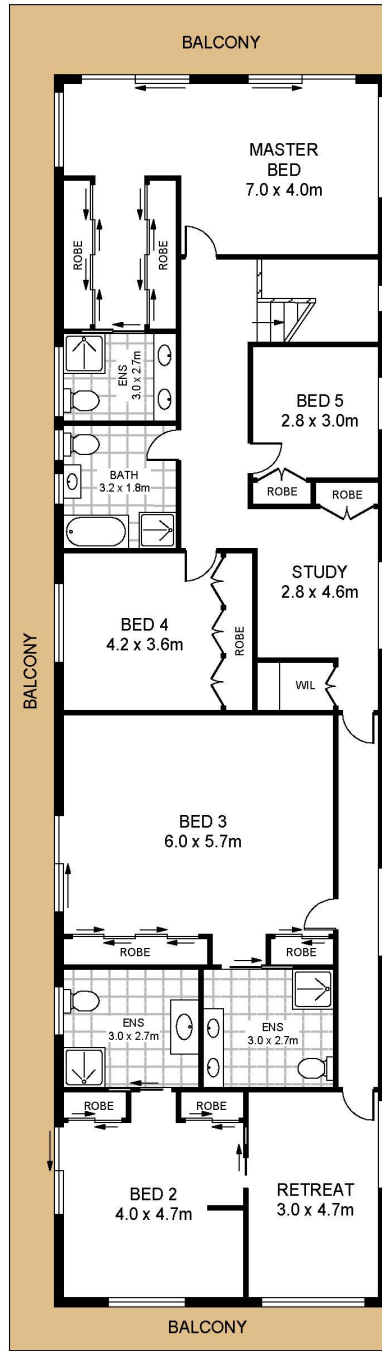 BALCONY
MASTER
BED
7.0 x 4.0m
ROBE
ROBE
ENS
3.0 x 2.7m
BED 5
2.8 x 3.0m
BATH
3.2 x 1.8m
ROBE
ROBE
STUDY
2.8 x 4.6m
BED 4
4.2 x 3.6m
ROBE
BALCONY
WIL
BED 3
6.0 x 5.7m
ROBE
ROBE
ENS
3.0 x 2.7m
ENS
3.0 x 2.7m
ROBE
ROBE
BED 2
4.0 x 4.7m
RETREAT
3.0 x 4.7m
BALCONY